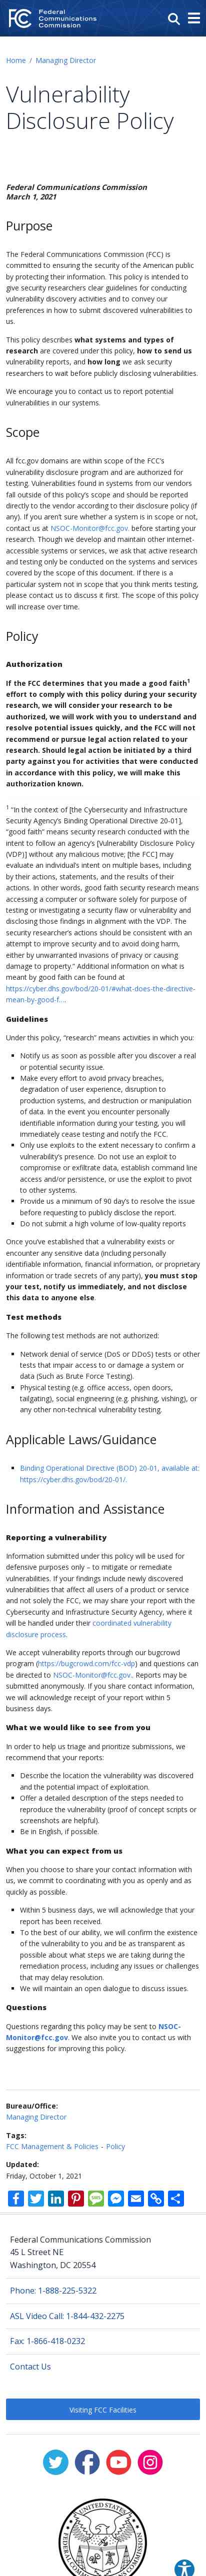 Federal
Communications
Commission
Home / Managing Director
Vulnerability
Disclosure Policy
Federal Communications Commission
March 1, 2021
Purpose
The Federal Communications Commission (FCC) is
committed to ensuring the security of the American public
by protecting their information. This policy is intended to
give security researchers clear guidelines for conducting
vulnerability discovery activities and to convey our
preferences in how to submit discovered vulnerabilities to
us.
This policy describes what systems and types of
research are covered under this policy, how to send us
vulnerability reports, and how long we ask security
researchers to wait before publicly disclosing vulnerabilities.
We encourage you to contact us to report potential
vulnerabilities in our systems.
Scope
All fcc.gov domains are within scope of the FCC's
vulnerability disclosure program and are authorized for
testing. Vulnerabilities found in systems from our vendors
fall outside of this policy's scope and should be reported
directly to the vendor according to their disclosure policy (if
any). If you aren't sure whether a system is in scope or not,
contact us at NSOC-Monitor@fcc.gov. before starting your
research. Though we develop and maintain other internet-
accessible systems or services, we ask that active research
and testing only be conducted on the systems and services
covered by the scope of this document. If there is a
particular system not in scope that you think merits testing,
please contact us to discuss it first. The scope of this policy
will increase over time.
Policy
Authorization
If the FCC determines that you made a good faith1
effort to comply with this policy during your security
research, we will consider your research to be
authorized, we will work with you to understand and
resolve potential issues quickly, and the FCC will not
recommend or pursue legal action related to your
research. Should legal action be initiated by a third
party against you for activities that were conducted
in accordance with this policy, we will make this
authorization known.
1 “In the context of [the Cybersecurity and Infrastructure
Security Agency's Binding Operational Directive 20-01],
“good faith” means security research conducted with the
intent to follow an agency's [Vulnerability Disclosure Policy
(VDP)] without any malicious motive; [the FCC] may
evaluate an individual's intent on multiple bases, including
by their actions, statements, and the results of their
actions. In other words, good faith security research means
accessing a computer or software solely for purpose of
testing or investigating a security flaw or vulnerability and
disclosing those findings in alignment with the VDP. The
security researcher's actions should be consistent with an
attempt to improve security and to avoid doing harm,
either by unwarranted invasions of privacy or causing
damage to property.” Additional information on what is
meant by good faith can be found at
https://cyber.dhs.gov/bod/20-01/#what-does-the-directive-
mean-by-good-f….
Guidelines
Under this policy, “research” means activities in which you:
Notify us as soon as possible after you discover a real
or potential security issue.
Make every effort to avoid privacy breaches,
degradation of user experience, disruption to
production systems, and destruction or manipulation
of data. In the event you encounter personally
identifiable information during your testing, you will
immediately cease testing and notify the FCC.
Only use exploits to the extent necessary to confirm a
vulnerability's presence. Do not use an exploit to
compromise or exfiltrate data, establish command line
access and/or persistence, or use the exploit to pivot
to other systems.
Provide us a minimum of 90 day's to resolve the issue
before requesting to publicly disclose the report.
Do not submit a high volume of low-quality reports
Once you've established that a vulnerability exists or
encounter any sensitive data (including personally
identifiable information, financial information, or proprietary
information or trade secrets of any party), you must stop
your test, notify us immediately, and not disclose
this data to anyone else.
Test methods
The following test methods are not authorized:
Network denial of service (DoS or DDoS) tests or other
tests that impair access to or damage a system or
data (Such as Brute Force Testing).
Physical testing (e.g. office access, open doors,
tailgating), social engineering (e.g. phishing, vishing), or
any other non-technical vulnerability testing.
Applicable Laws/Guidance
Binding Operational Directive (BOD) 20-01, available at:
https://cyber.dhs.gov/bod/20-01/.
Information and Assistance
Reporting a vulnerability
Information submitted under this policy will be used for
defensive purposes only – to mitigate or remediate
vulnerabilities. If your findings include newly discovered
vulnerabilities that affect all users of a product or service
and not solely the FCC, we may share your report with the
Cybersecurity and Infrastructure Security Agency, where it
will be handled under their coordinated vulnerability
disclosure process.
We accept vulnerability reports through our bugcrowd
program (https://bugcrowd.com/fcc-vdp) and questions can
be directed to NSOC-Monitor@fcc.gov.. Reports may be
submitted anonymously. If you share contact information,
we will acknowledge receipt of your report within 5
business days.
What we would like to see from you
In order to help us triage and prioritize submissions, we
recommend that your reports:
Describe the location the vulnerability was discovered
and the potential impact of exploitation.
Offer a detailed description of the steps needed to
reproduce the vulnerability (proof of concept scripts or
screenshots are helpful).
Be in English, if possible.
What you can expect from us
When you choose to share your contact information with
us, we commit to coordinating with you as openly and as
quickly as possible.
Within 5 business days, we will acknowledge that your
report has been received.
To the best of our ability, we will confirm the existence
of the vulnerability to you and be as transparent as
possible about what steps we are taking during the
remediation process, including any issues or challenges
that may delay resolution.
We will maintain an open dialogue to discuss issues.
Questions
Questions regarding this policy may be sent to NSOC-
Monitor@fcc.gov. We also invite you to contact us with
suggestions for improving this policy.
Bureau/Office:
Managing Director
Tags:
FCC Management & Policies - Policy
Updated:
Friday, October 1, 2021
Federal Communications Commission
45 L Street NE
Washington, DC 20554
Phone: 1-888-225-5322
ASL Video Call: 1-844-432-2275
Fax: 1-866-418-0232
Contact Us
Visiting FCC Facilities